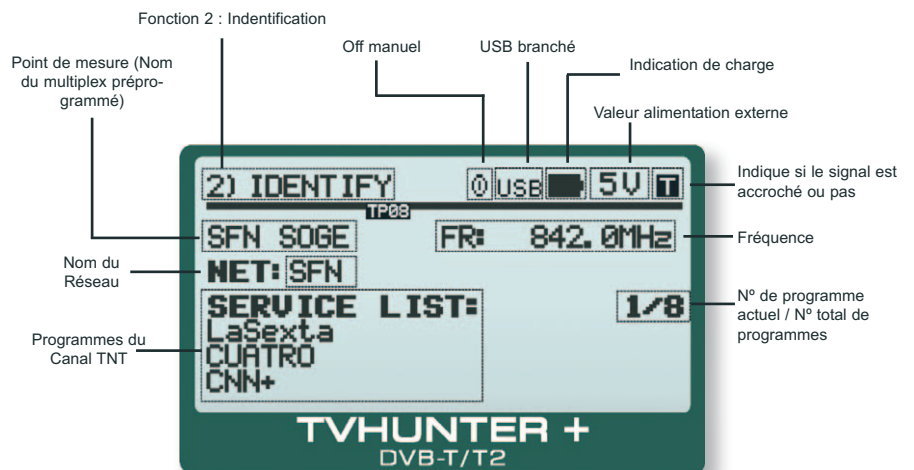 Fonction 2 : Indentification
Off manuel
USB branché
Point de mesure (Nom
du multiplex prépro-
grammé)
Indication de charge
Valeur alimentation externe
2) IDENTIFY
USB
5V
T
Indique si le signal est
accroché ou pas
TP08
SFN SOGE
FR: 842.0MHz
Fréquence
Nom du
Réseau
NET: SFN
SERVICE LIST:
1/8
Nº de programme
actuel / Nº total de
programmes
LaSexta
CUATRO
CNN+
Programmes du
Canal TNT
TVHUNTER +
DVB-T/T2